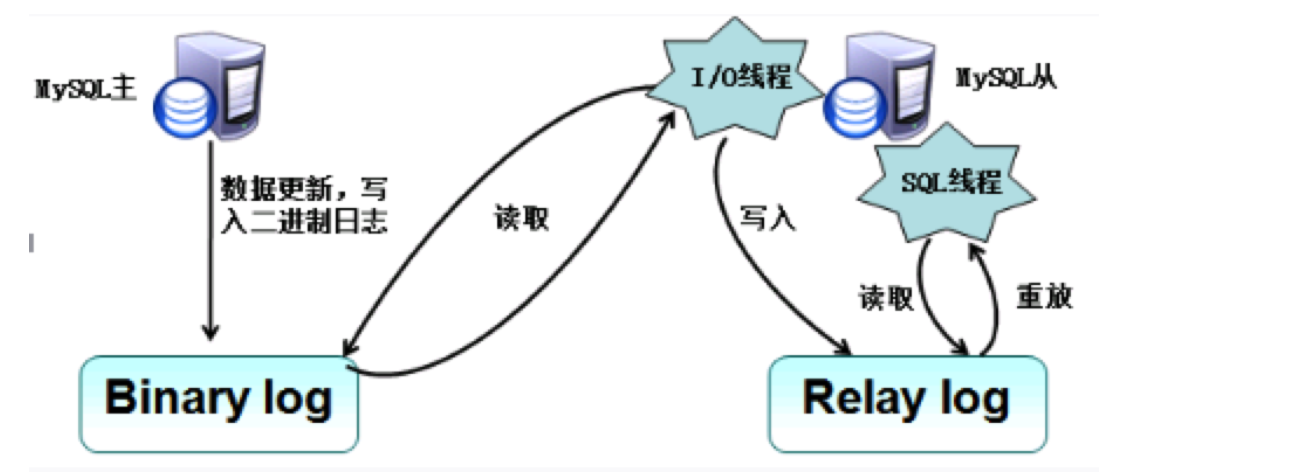 MySQL主
I/O线程
MySQL从
数据更新，写
入二进制日志
SQL线程
读取
写入
读取
重放
Binary log
Relay log